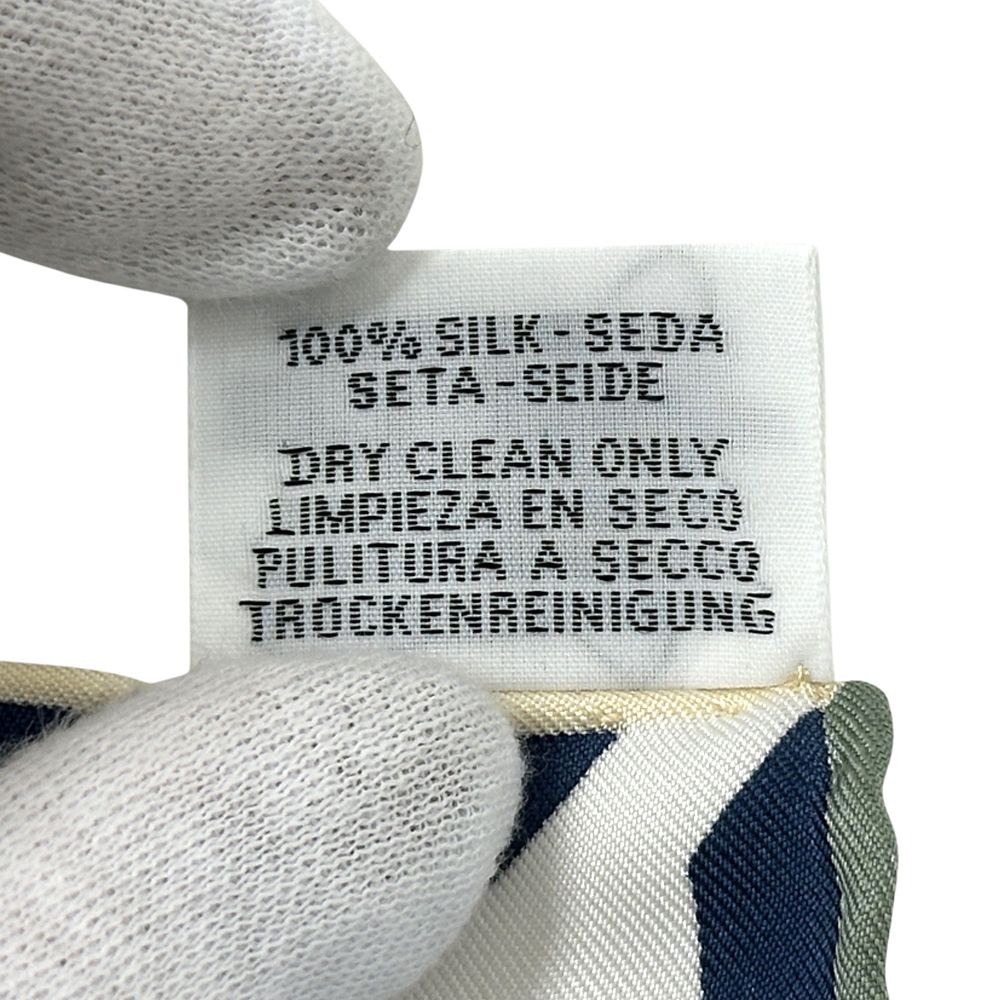 100% SILK-SEDA
SETA-SEIDE
DRY CLEAN ONLY
LIMPIEZA EN SECO
PULITURA A SECCO
TROCKENREINIGUNG